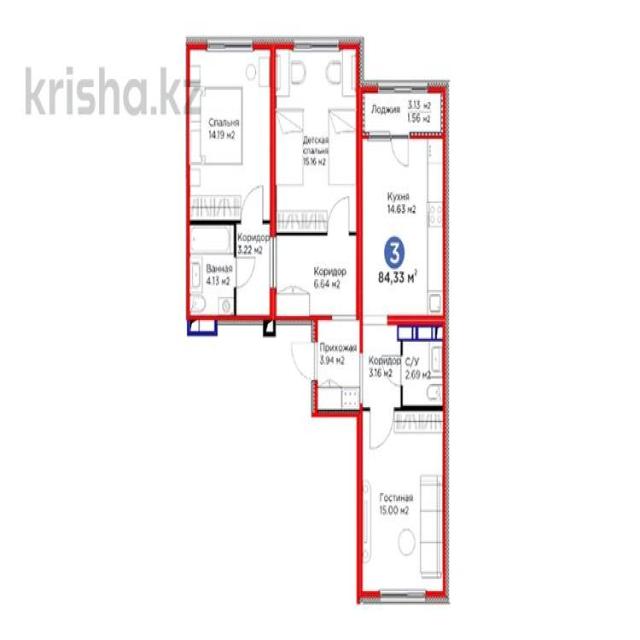 krisha.kz
Спальня
14.19 м2
Детская
спальня
15.16 м2
Лоджия
3.13 м2
1.56 м2
Кухня
14.63 м2
3
84,33 м²
Коридор
3.22 м2
Ванная
4.13 м2
Коридор
6.64 м2
Прихожая
3.94 м2
Коридор
3.16 м2
С/У
2.69 м2
Гостиная
15.00 м2